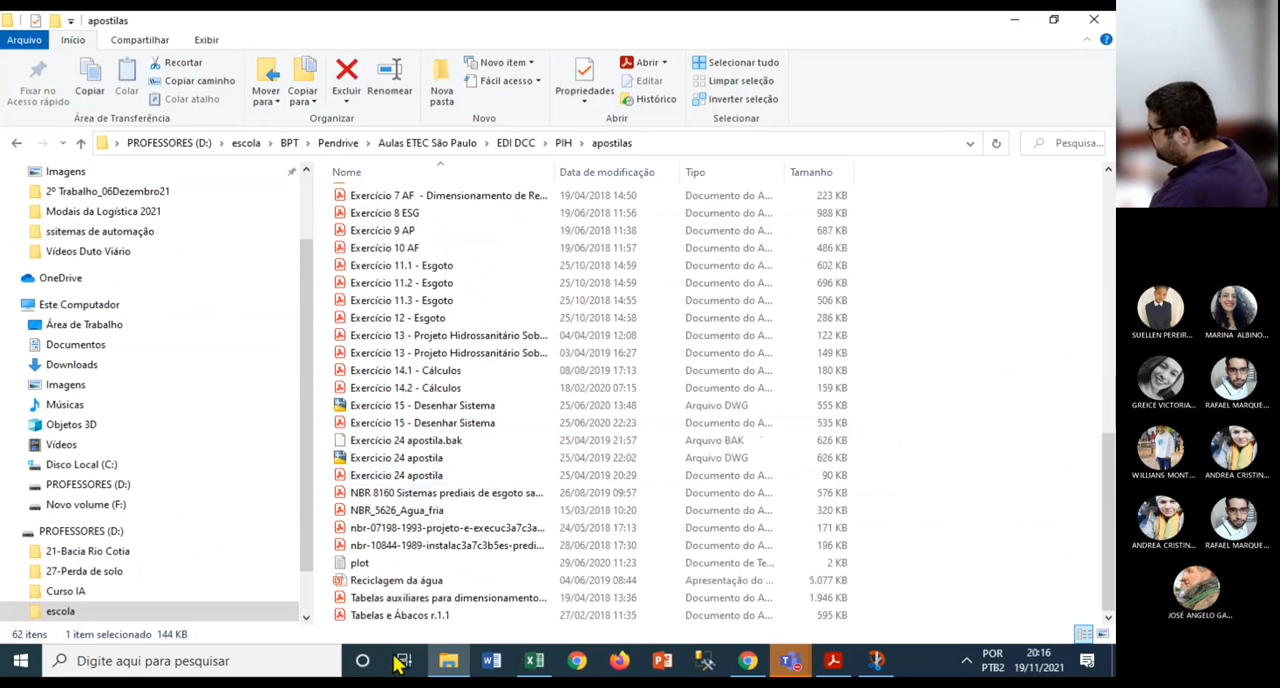 apostilas
Arquivo Início Compartilhar Exibir
Fixar no Acesso rápido
Copiar
Colar
Recortar
Copiar caminho
Colar atalho
Área de Transferência
Mover para
Copiar para
Excluir
Renomear
Organizar
Nova pasta
Novo item
Fácil acesso
Novo
Propriedades
Abrir
Editar
Histórico
Abrir
Selecionar tudo
Limpar seleção
Inverter seleção
Selecionar
PROFESSORES (D:) > escola > BPT > Pendrive > Aulas ETEC São Paulo > EDI DCC > PIH > apostilas
Pesquisa...
Imagens
2º Trabalho_06Dezembro21
Modais da Logística 2021
ssitemas de automação
Vídeos Duto Viário
OneDrive
Este Computador
Área de Trabalho
Documentos
Downloads
Imagens
Músicas
Objetos 3D
Vídeos
Disco Local (C:)
PROFESSORES (D:)
Novo volume (F:)
PROFESSORES (D:)
21-Bacia Rio Cotia
27-Perda de solo
Curso IA
escola
Nome Data de modificação Tipo Tamanho
Exercício 7 AF - Dimensionamento de Re... 19/04/2018 14:50 Documento do A... 223 KB
Exercício 8 ESG 19/06/2018 11:56 Documento do A... 988 KB
Exercício 9 AP 19/06/2018 11:38 Documento do A... 687 KB
Exercício 10 AF 19/06/2018 11:57 Documento do A... 486 KB
Exercício 11.1 - Esgoto 25/10/2018 14:59 Documento do A... 602 KB
Exercício 11.2 - Esgoto 25/10/2018 14:59 Documento do A... 696 KB
Exercício 11.3 - Esgoto 25/10/2018 14:55 Documento do A... 506 KB
Exercício 12 - Esgoto 25/10/2018 14:58 Documento do A... 286 KB
Exercício 13 - Projeto Hidrossanitário Sob... 04/04/2019 12:08 Documento do A... 122 KB
Exercício 13 - Projeto Hidrossanitário Sob... 03/04/2019 16:27 Documento do A... 149 KB
Exercício 14.1 - Cálculos 08/08/2019 17:13 Documento do A... 180 KB
Exercício 14.2 - Cálculos 18/02/2020 07:15 Documento do A... 159 KB
Exercício 15 - Desenhar Sistema 25/06/2020 13:48 Arquivo DWG 555 KB
Exercício 15 - Desenhar Sistema 25/06/2020 22:23 Documento do A... 535 KB
Exercício 24 apostila.bak 25/04/2019 21:57 Arquivo BAK 626 KB
Exercicio 24 apostila 25/04/2019 22:02 Arquivo DWG 626 KB
Exercicio 24 apostila 25/04/2019 20:29 Documento do A... 90 KB
NBR 8160 Sistemas prediais de esgoto sa... 26/08/2019 09:57 Documento do A... 576 KB
NBR_5626_Agua_fria 15/03/2018 10:20 Documento do A... 320 KB
nbr-07198-1993-projeto-e-execuc3a7c3a... 24/05/2018 17:13 Documento do A... 171 KB
nbr-10844-1989-instalac3a7c3b5es-predi... 28/06/2018 17:30 Documento do A... 196 KB
plot 29/06/2020 11:23 Documento de Te... 2 KB
Reciclagem da água 04/06/2019 08:44 Apresentação do ... 5.077 KB
Tabelas auxiliares para dimensionamento... 19/04/2018 13:36 Documento do A... 1.946 KB
Tabelas e Ábacos r.1.1 27/02/2018 11:35 Documento do A... 595 KB
62 itens 1 item selecionado 144 KB
Digite aqui para pesquisar
POR
PTB2
20:16
19/11/2021
SUELLEN PEREIR...
MARINA ALBINO...
GREICE VICTORIA...
RAFAEL MARQUE...
WILLIANS MONT...
ANDREA CRISTIN...
ANDREA CRISTIN...
RAFAEL MARQUE...
JOSÉ ANGELO GA...